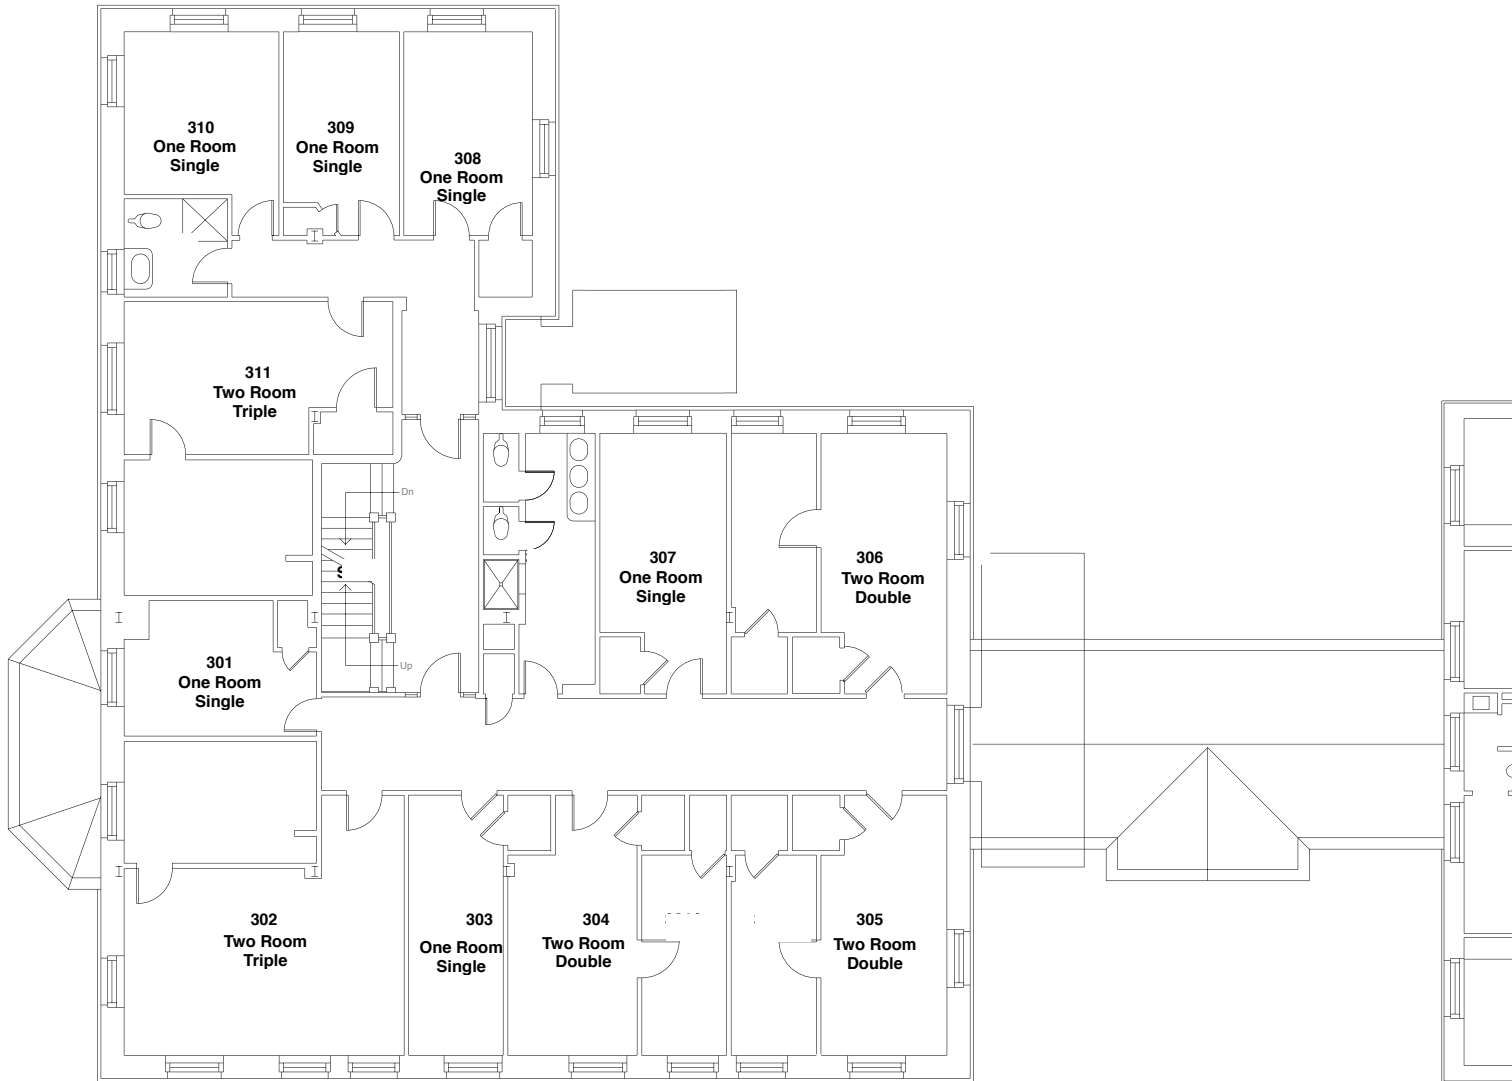 310
One Room
Single
309
One Room
Single
308
One Room
Single
311
Two Room
Triple
Dn
307
One Room
Single
306
Two Room
Double
S
301
One Room
Single
Up
302
Two Room
Triple
303
One Room
Single
304
Two Room
Double
305
Two Room
Double